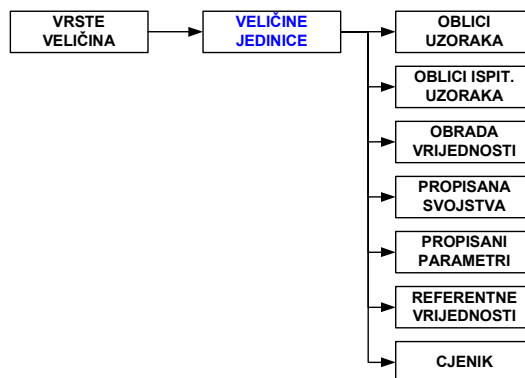 VRSTE
VELIČINA
VELIČINE
JEDINICE
OBLICI
UZORAKA
OBLICI ISPIT.
UZORAKA
OBRADA
VRIJEDNOSTI
PROPISANA
SVOJSTVA
PROPISANI
PARAMETRI
REFERENTNE
VRIJEDNOSTI
CJENIK